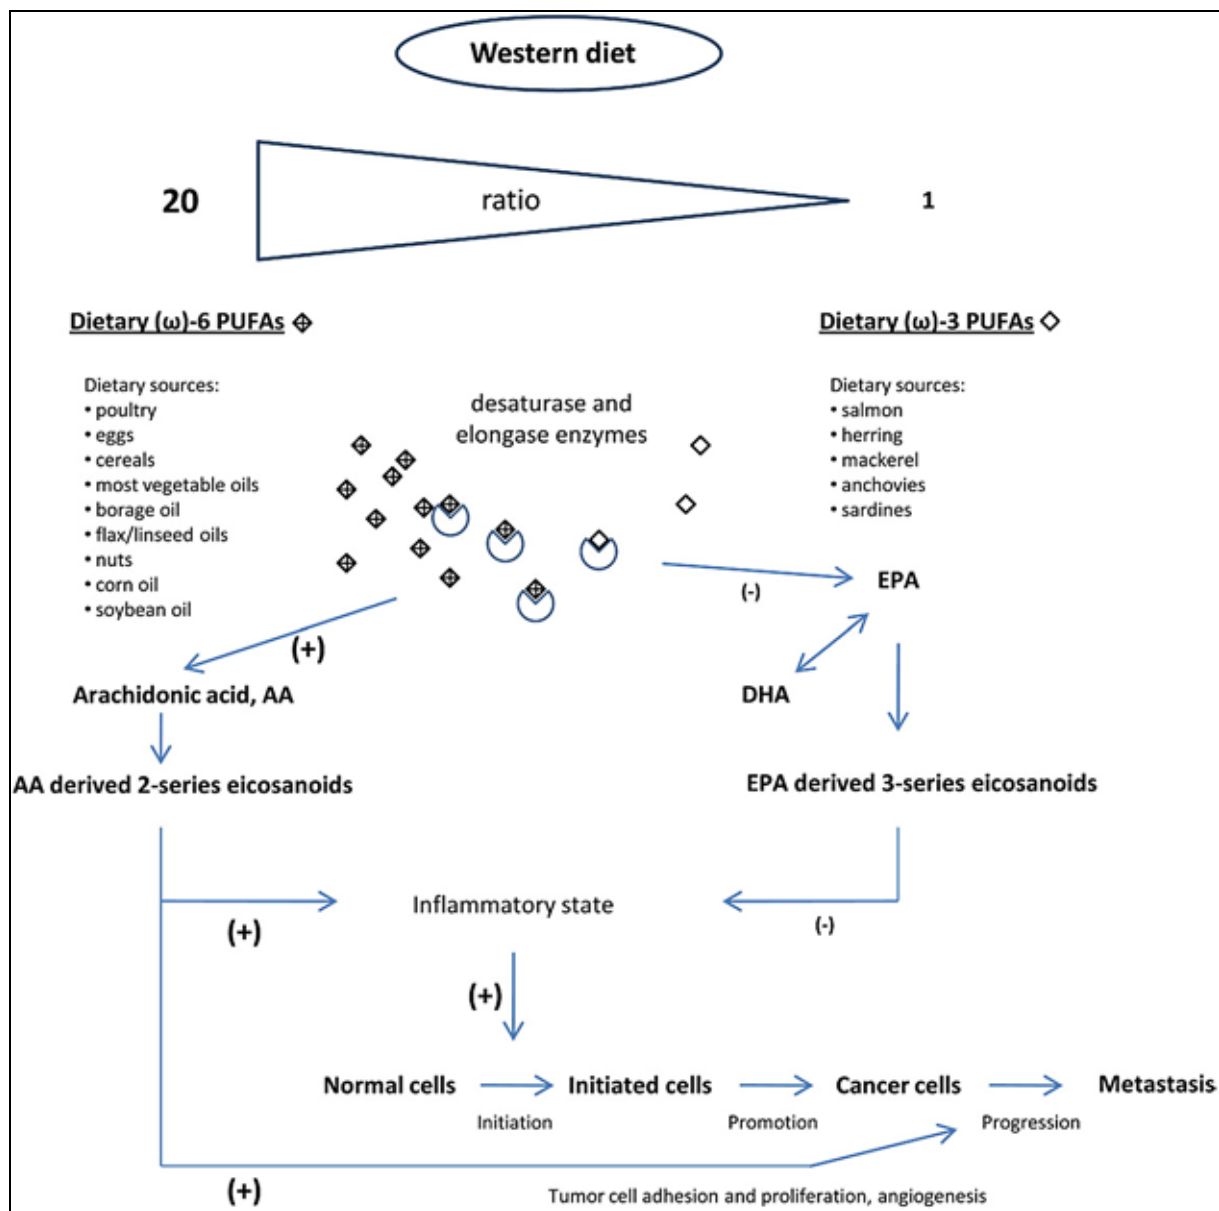 Western diet
20
ratio
1
Dietary (ω)-6 PUFAs
Dietary (ω)-3 PUFAs
Dietary sources:
• poultry
• eggs
• cereals
• most vegetable oils
• borage oil
• flax/linseed oils
• nuts
• corn oil
• soybean oil
desaturase and
elongase enzymes
Dietary sources:
• salmon
• herring
• mackerel
• anchovies
• sardines
(-)
EPA
(+)
Arachidonic acid, AA
DHA
AA derived 2-series eicosanoids
EPA derived 3-series eicosanoids
Inflammatory state
(+)
(-)
(+)
Normal cells
Initiated cells
Cancer cells
Metastasis
Initiation
Promotion
Progression
(+)
Tumor cell adhesion and proliferation, angiogenesis